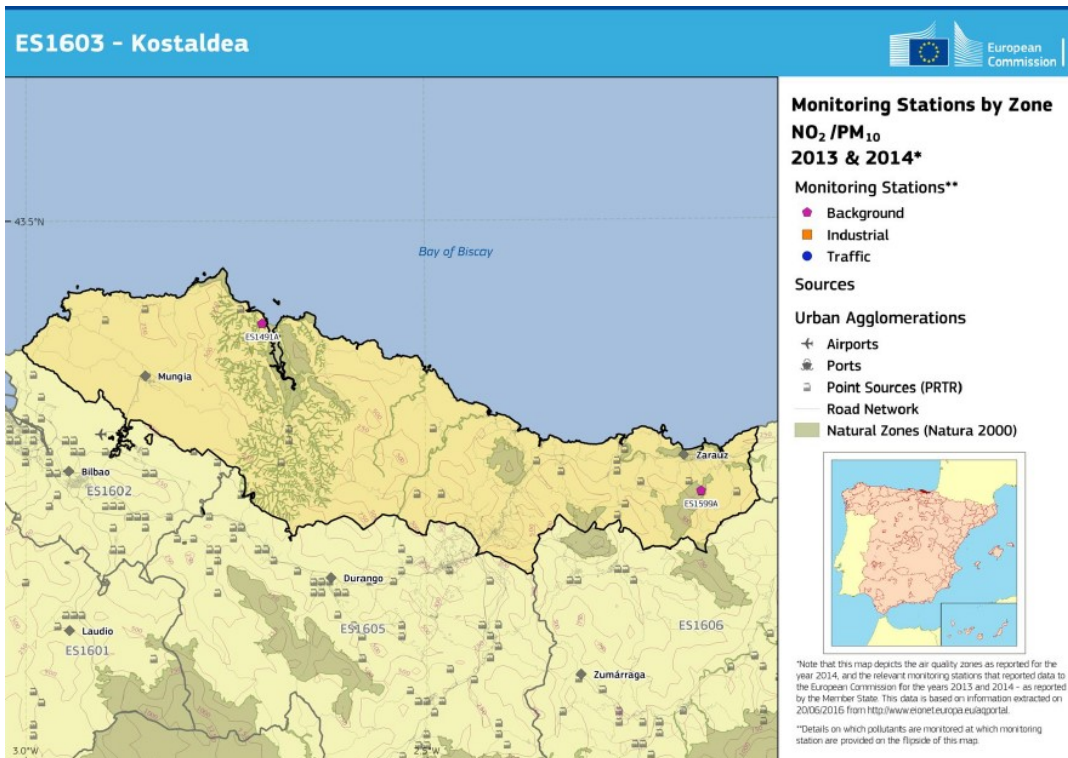 ES1603 - Kostaldea
European
Commission
43.5°N
Bay of Biscay
ES1491A
Mungia
Zarauz
ES1599A
Bilbao
ES1602
Durango
Laudio
ES1601
ES1605
ES1606
Zumárraga
3.0°W
2.5°W
Monitoring Stations by Zone
NO₂ /PM₁₀
2013 & 2014*
Monitoring Stations**
Background
Industrial
Traffic
Sources
Urban Agglomerations
Airports
Ports
Point Sources (PRTR)
Road Network
Natural Zones (Natura 2000)
*Note that this map depicts the air quality zones as reported for the
year 2014, and the relevant monitoring stations that reported data to
the European Commission for the years 2013 and 2014 - as reported
by the Member State. This data is based on information extracted on
20/06/2016 from http://www.eionet.europa.eu/aqportal.
**Details on which pollutants are monitored at which monitoring
station are provided on the flipside of this map.